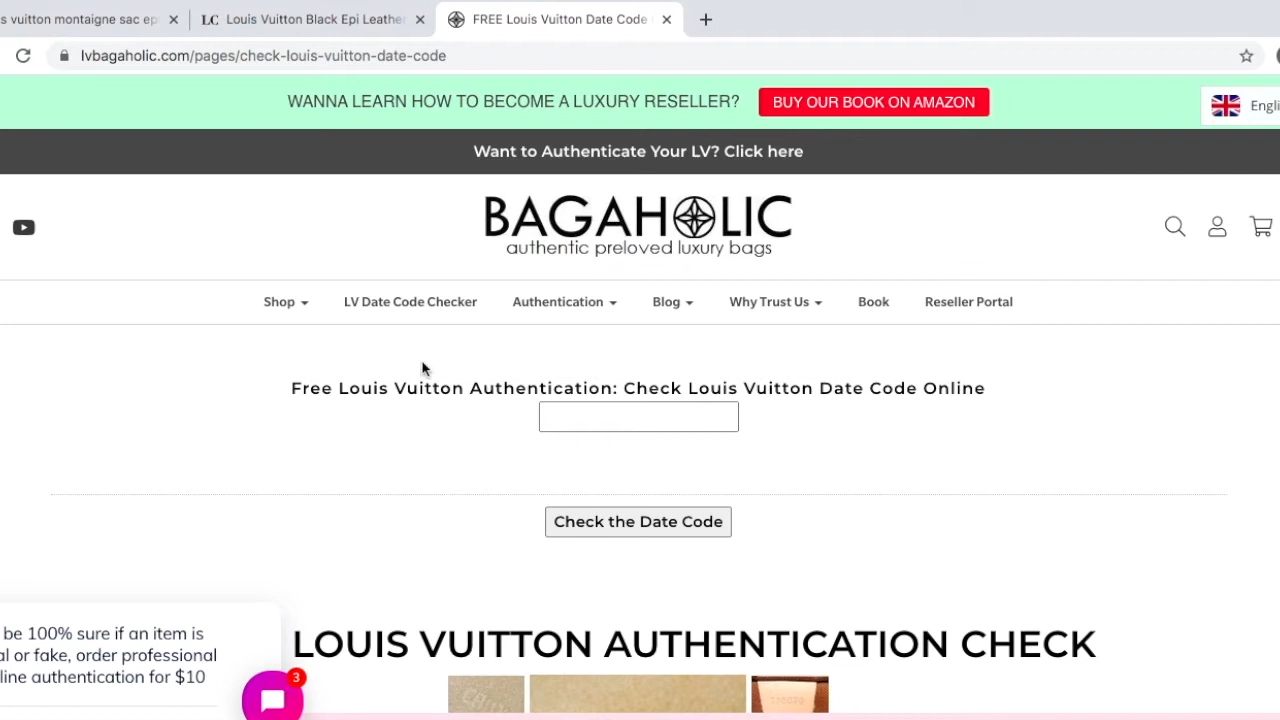 s vuitton montaigne sac ep
LC Louis Vuitton Black Epi Leathe
FREE Louis Vuitton Date Code
lvbagaholic.com/pages/check-louis-vuitton-date-code
WANNA LEARN HOW TO BECOME A LUXURY RESELLER? BUY OUR BOOK ON AMAZON
Engli
Want to Authenticate Your LV? Click here
BAGAHOLIC
authentic preloved luxury bags
Shop LV Date Code Checker Authentication Blog Why Trust Us Book Reseller Portal
Free Louis Vuitton Authentication: Check Louis Vuitton Date Code Online
Check the Date Code
be 100% sure if an item is
al or fake, order professional
line authentication for $10
3
LOUIS VUITTON AUTHENTICATION CHECK